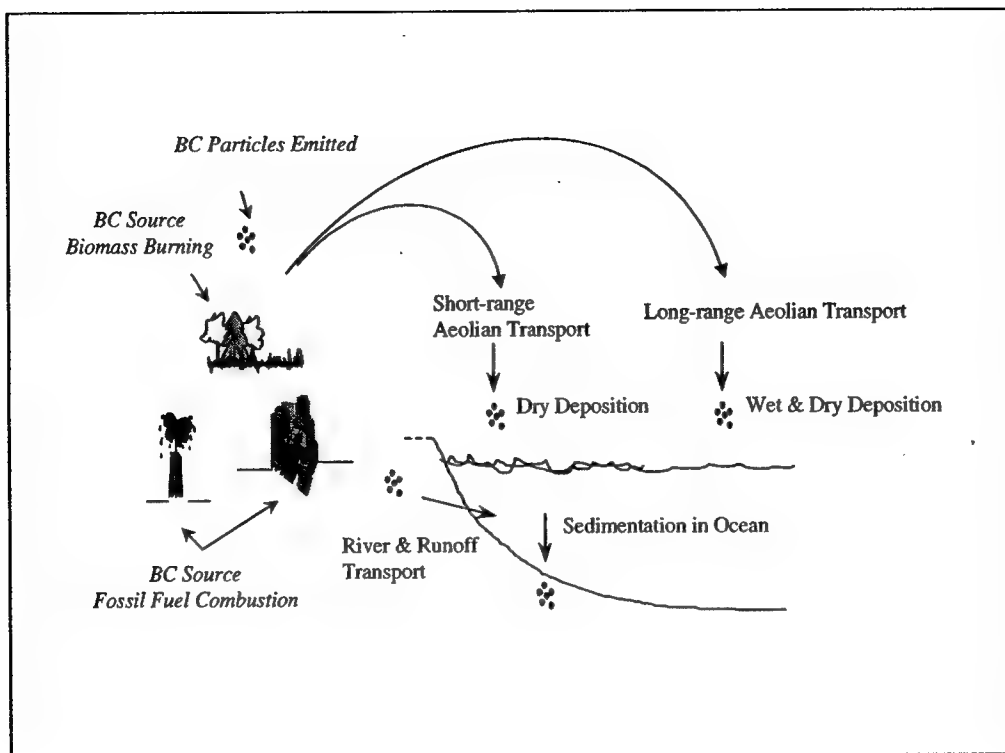 BC Particles Emitted
BC Source
Biomass Burning
Short-range
Aeolian Transport
Long-range Aeolian Transport
Dry Deposition
Wet & Dry Deposition
River & Runoff
Transport
Sedimentation in Ocean
BC Source
Fossil Fuel Combustion